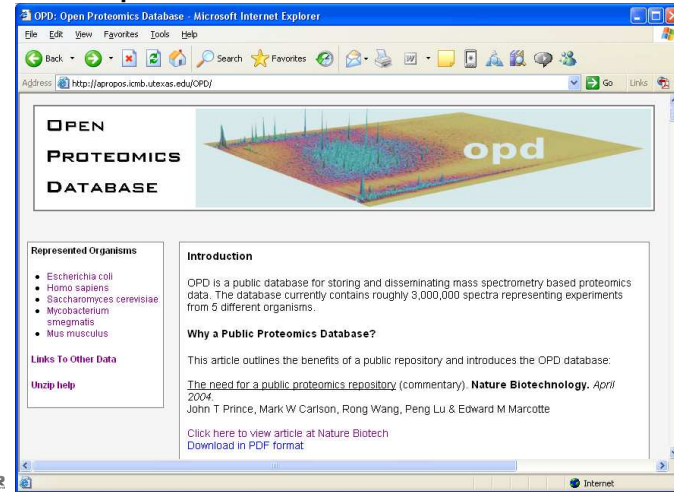 OPD: Open Proteomics Database - Microsoft Internet Explorer
File Edit View Favorites Tools Help
Back Search Favorites
Address http://apropos.icmb.utexas.edu/OPD/ Go Links
OPEN
PROTEOMICS
DATABASE
opd
Represented Organisms
Escherichia coli
Homo sapiens
Saccharomyces cerevisiae
Mycobacterium
smegmatis
Mus musculus
Links To Other Data
Unzip help
Introduction
OPD is a public database for storing and disseminating mass spectrometry based proteomics
data. The database currently contains roughly 3,000,000 spectra representing experiments
from 5 different organisms.
Why a Public Proteomics Database?
This article outlines the benefits of a public repository and introduces the OPD database:
The need for a public proteomics repository (commentary). Nature Biotechnology. April
2004.
John T Prince, Mark W Carlson, Rong Wang, Peng Lu & Edward M Marcotte
Click here to view article at Nature Biotech
Download in PDF format
Internet